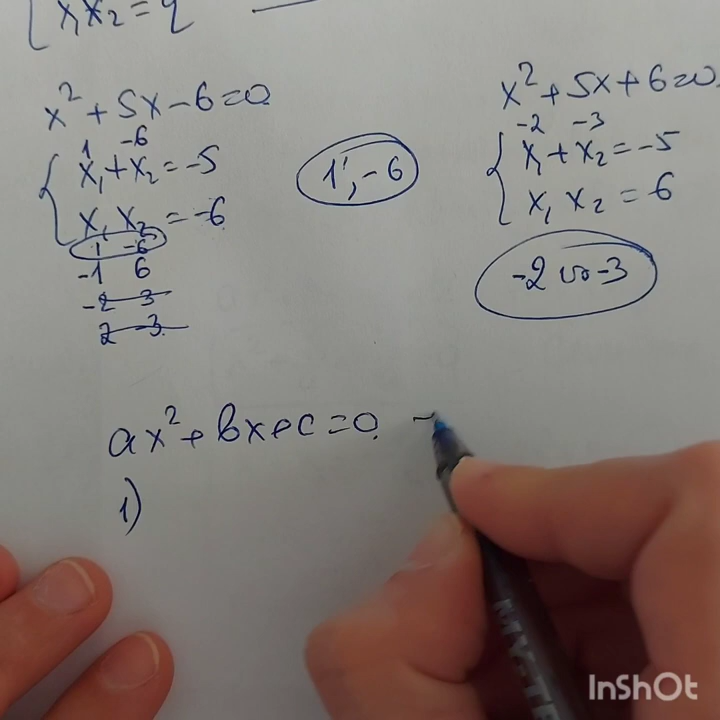 x₁x₂ = q
x² + 5x - 6 = 0
1 -6
x₁ + x₂ = -5
x₁ x₂ = -6
1 -6
-1 6
-2 3
2 -3
1; -6
x² + 5x + 6 = 0
-2 -3
x₁ + x₂ = -5
x₁ x₂ = 6
-2 -3
ax² + bx + c = 0
1)
MY-TE
InShOt